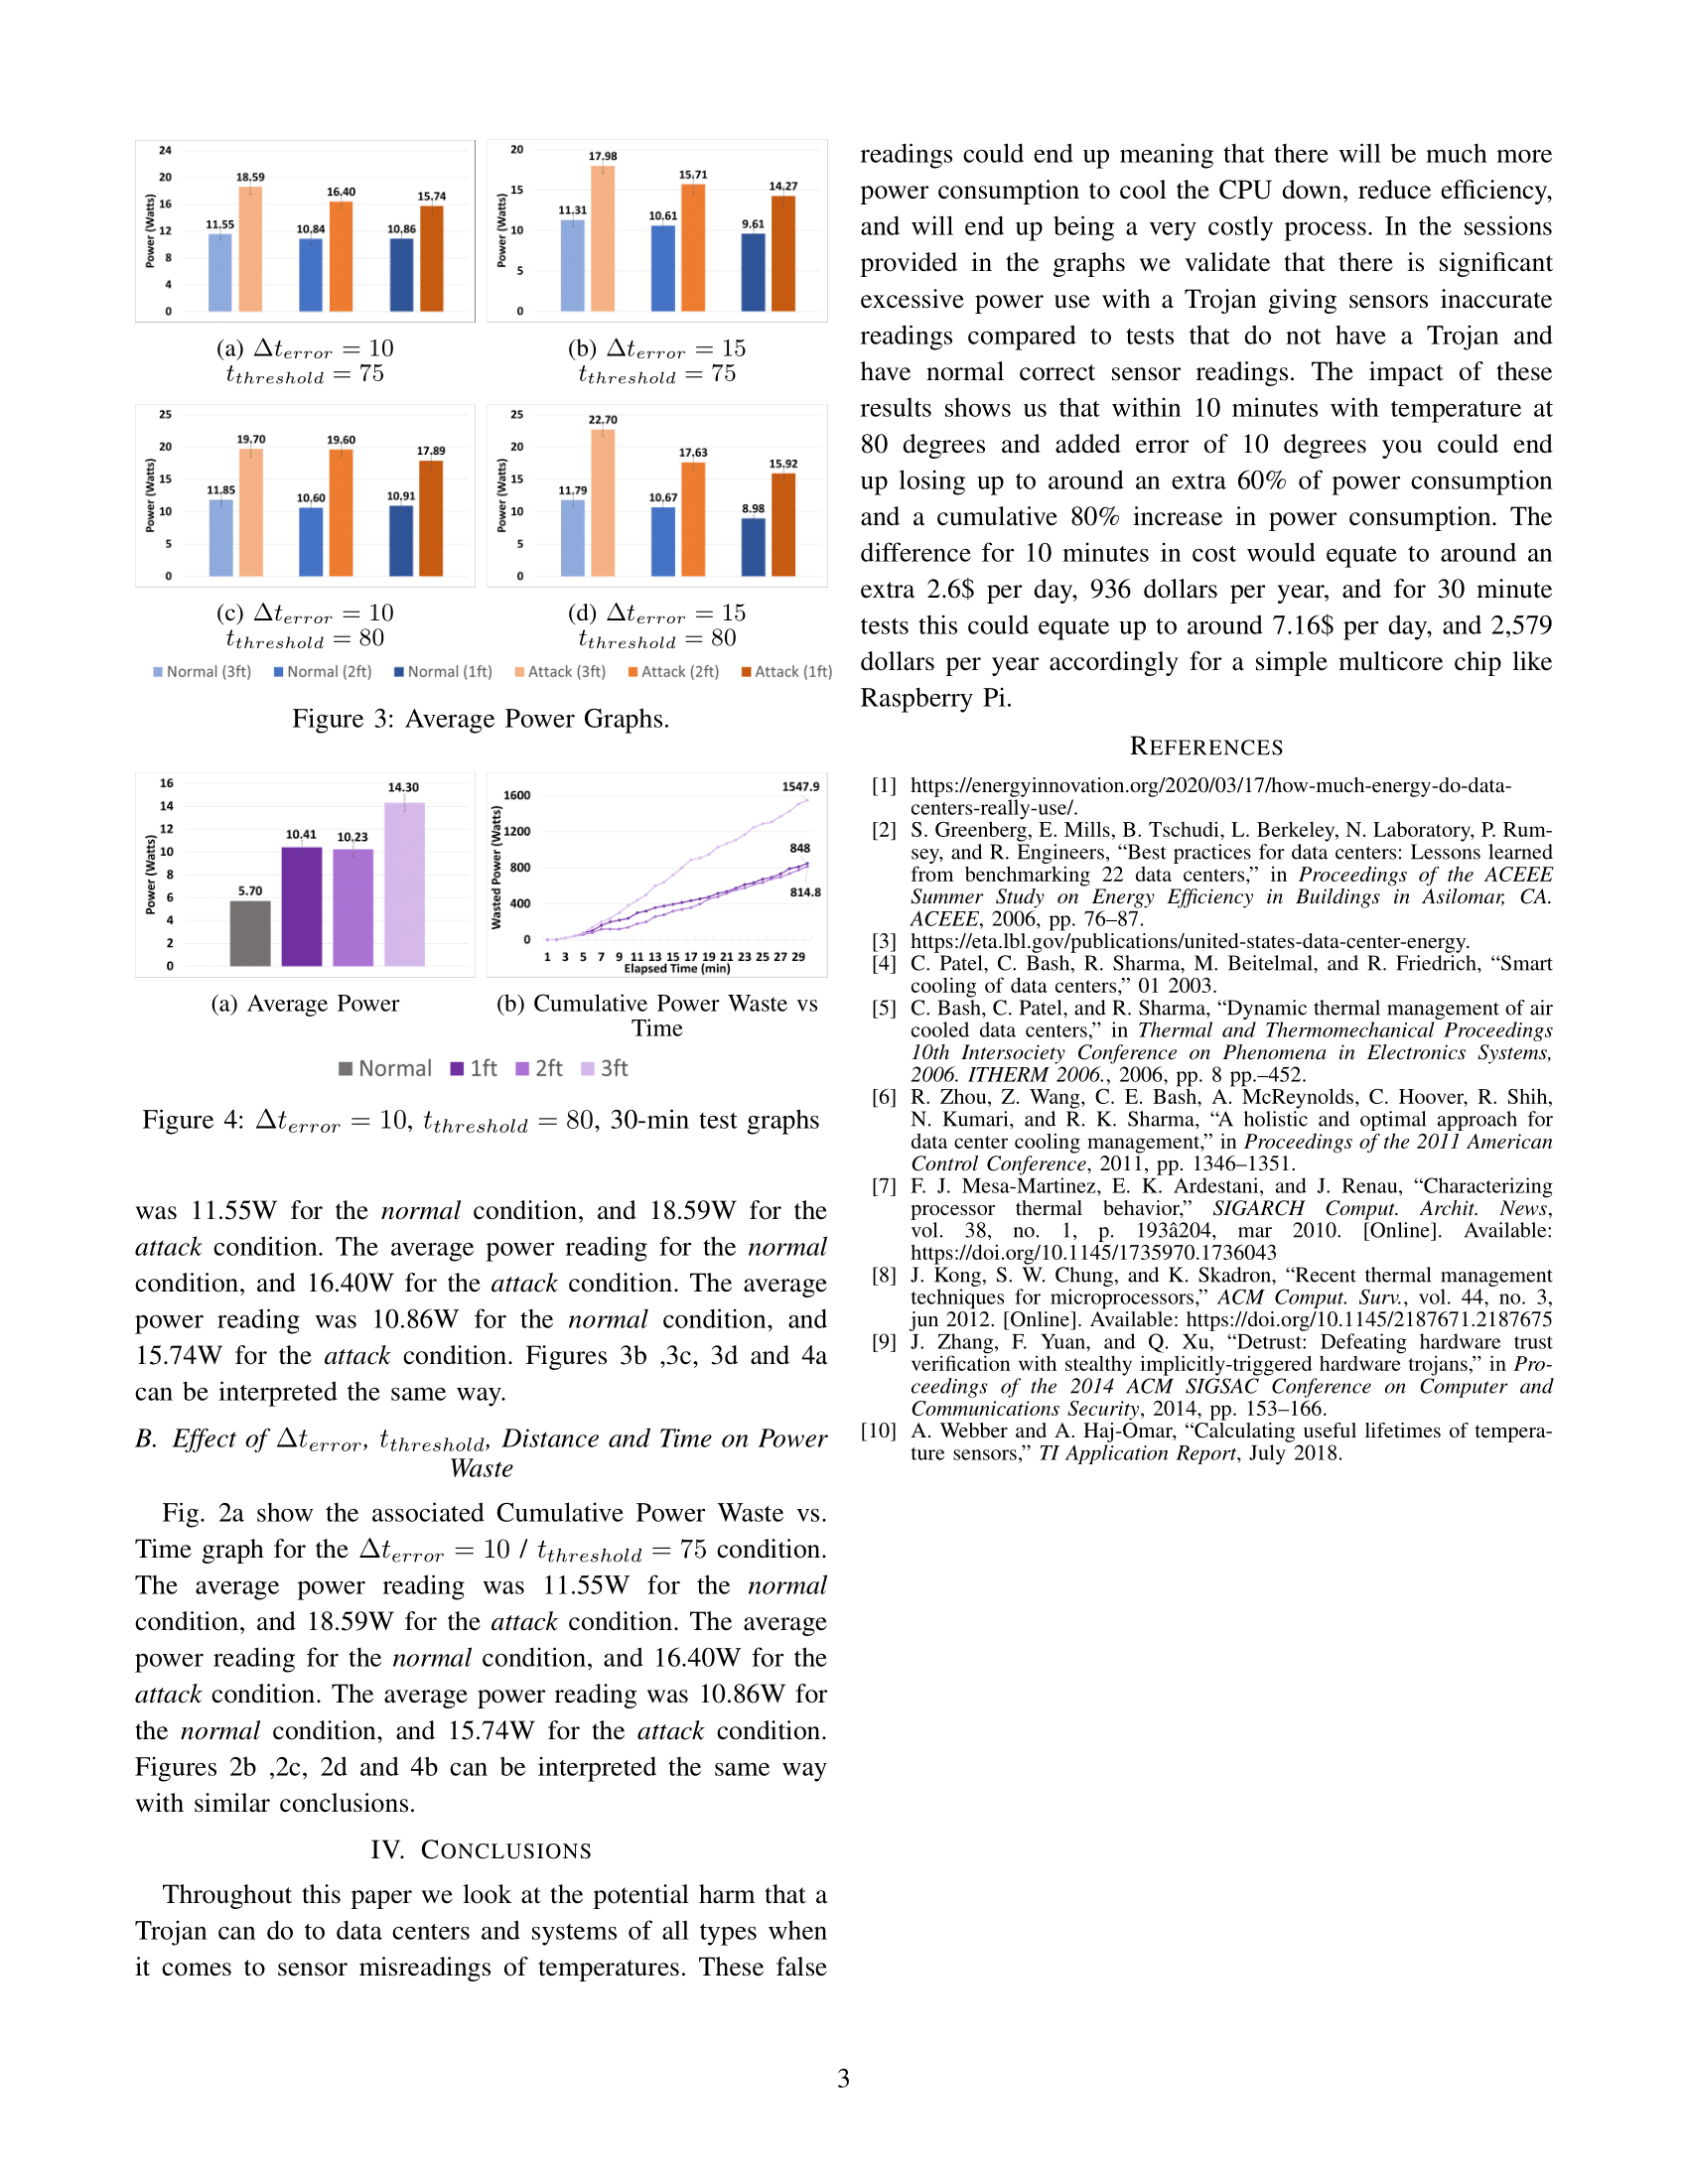 24
20
16
12
8
4
0
Power (Watts)
11.55
18.59
10.84
16.40
10.86
15.74
(a) Δt_error = 10
t_threshold = 75
20
15
10
5
0
Power (Watts)
11.31
17.98
10.61
15.71
9.61
14.27
(b) Δt_error = 15
t_threshold = 75
25
20
15
10
5
0
Power (Watts)
11.85
19.70
10.60
19.60
10.91
17.89
(c) Δt_error = 10
t_threshold = 80
25
20
15
10
5
0
Power (Watts)
11.79
22.70
10.67
17.63
8.98
15.92
(d) Δt_error = 15
t_threshold = 80
Normal (3ft) Normal (2ft) Normal (1ft) Attack (3ft) Attack (2ft) Attack (1ft)
Figure 3: Average Power Graphs.
16
14
12
10
8
6
4
2
0
Power (Watts)
5.70
10.41
10.23
14.30
(a) Average Power
1600
1200
800
400
0
Wasted Power (Watts)
1547.9
848
814.8
1 3 5 7 9 11 13 15 17 19 21 23 25 27 29
Elapsed Time (min)
(b) Cumulative Power Waste vs
Time
Normal 1ft 2ft 3ft
Figure 4: Δt_error = 10, t_threshold = 80, 30-min test graphs
was 11.55W for the normal condition, and 18.59W for the
attack condition. The average power reading for the normal
condition, and 16.40W for the attack condition. The average
power reading was 10.86W for the normal condition, and
15.74W for the attack condition. Figures 3b ,3c, 3d and 4a
can be interpreted the same way.
B. Effect of Δt_error, t_threshold, Distance and Time on Power
Waste
Fig. 2a show the associated Cumulative Power Waste vs.
Time graph for the Δt_error = 10 / t_threshold = 75 condition.
The average power reading was 11.55W for the normal
condition, and 18.59W for the attack condition. The average
power reading for the normal condition, and 16.40W for the
attack condition. The average power reading was 10.86W for
the normal condition, and 15.74W for the attack condition.
Figures 2b ,2c, 2d and 4b can be interpreted the same way
with similar conclusions.
IV. CONCLUSIONS
Throughout this paper we look at the potential harm that a
Trojan can do to data centers and systems of all types when
it comes to sensor misreadings of temperatures. These false
readings could end up meaning that there will be much more
power consumption to cool the CPU down, reduce efficiency,
and will end up being a very costly process. In the sessions
provided in the graphs we validate that there is significant
excessive power use with a Trojan giving sensors inaccurate
readings compared to tests that do not have a Trojan and
have normal correct sensor readings. The impact of these
results shows us that within 10 minutes with temperature at
80 degrees and added error of 10 degrees you could end
up losing up to around an extra 60% of power consumption
and a cumulative 80% increase in power consumption. The
difference for 10 minutes in cost would equate to around an
extra 2.6$ per day, 936 dollars per year, and for 30 minute
tests this could equate up to around 7.16$ per day, and 2,579
dollars per year accordingly for a simple multicore chip like
Raspberry Pi.
REFERENCES
[1] https://energyinnovation.org/2020/03/17/how-much-energy-do-data-
centers-really-use/.
[2] S. Greenberg, E. Mills, B. Tschudi, L. Berkeley, N. Laboratory, P. Rum-
sey, and R. Engineers, “Best practices for data centers: Lessons learned
from benchmarking 22 data centers,” in Proceedings of the ACEEE
Summer Study on Energy Efficiency in Buildings in Asilomar, CA.
ACEEE, 2006, pp. 76–87.
[3] https://eta.lbl.gov/publications/united-states-data-center-energy.
[4] C. Patel, C. Bash, R. Sharma, M. Beitelmal, and R. Friedrich, “Smart
cooling of data centers,” 01 2003.
[5] C. Bash, C. Patel, and R. Sharma, “Dynamic thermal management of air
cooled data centers,” in Thermal and Thermomechanical Proceedings
10th Intersociety Conference on Phenomena in Electronics Systems,
2006. ITHERM 2006., 2006, pp. 8 pp.–452.
[6] R. Zhou, Z. Wang, C. E. Bash, A. McReynolds, C. Hoover, R. Shih,
N. Kumari, and R. K. Sharma, “A holistic and optimal approach for
data center cooling management,” in Proceedings of the 2011 American
Control Conference, 2011, pp. 1346–1351.
[7] F. J. Mesa-Martinez, E. K. Ardestani, and J. Renau, “Characterizing
processor thermal behavior,” SIGARCH Comput. Archit. News,
vol. 38, no. 1, p. 193â204, mar 2010. [Online]. Available:
https://doi.org/10.1145/1735970.1736043
[8] J. Kong, S. W. Chung, and K. Skadron, “Recent thermal management
techniques for microprocessors,” ACM Comput. Surv., vol. 44, no. 3,
jun 2012. [Online]. Available: https://doi.org/10.1145/2187671.2187675
[9] J. Zhang, F. Yuan, and Q. Xu, “Detrust: Defeating hardware trust
verification with stealthy implicitly-triggered hardware trojans,” in Pro-
ceedings of the 2014 ACM SIGSAC Conference on Computer and
Communications Security, 2014, pp. 153–166.
[10] A. Webber and A. Haj-Omar, “Calculating useful lifetimes of tempera-
ture sensors,” TI Application Report, July 2018.
3